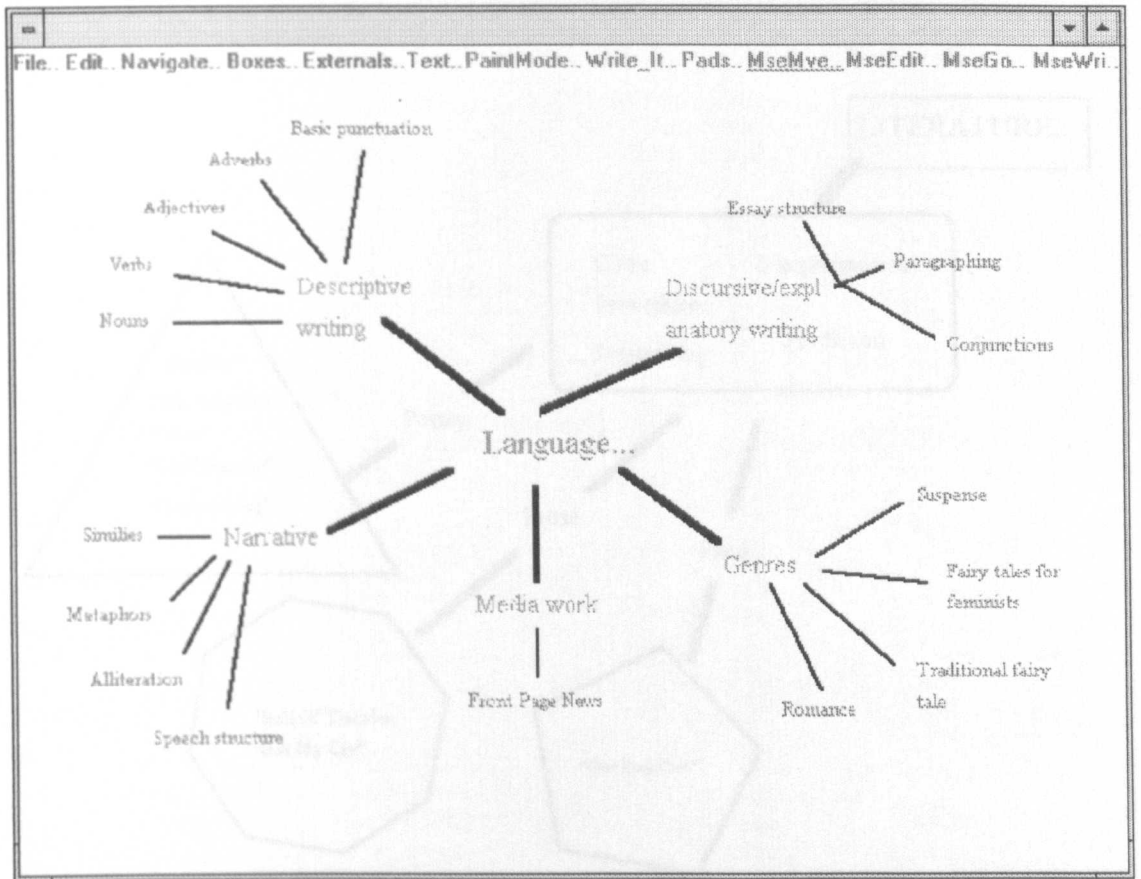 File.. Edit.. Navigate.. Boxes.. Externals.. Text.. PaintMode.. Write_It.. Pads.. MseMve... MseEdit.. MseGo.. MseWri..
Basic punctuation
Adverbs
Adjectives
Verbs
Nouns
Descriptive
writing
Essay structure
Paragraphing
Conjunctions
Discursive/expl
anatory writing
Language...
Narrative
Similies
Metaphors
Alliteration
Speech structure
Media work
Front Page News
Genres
Suspense
Fairy tales for
feminists
Traditional fairy
tale
Romance